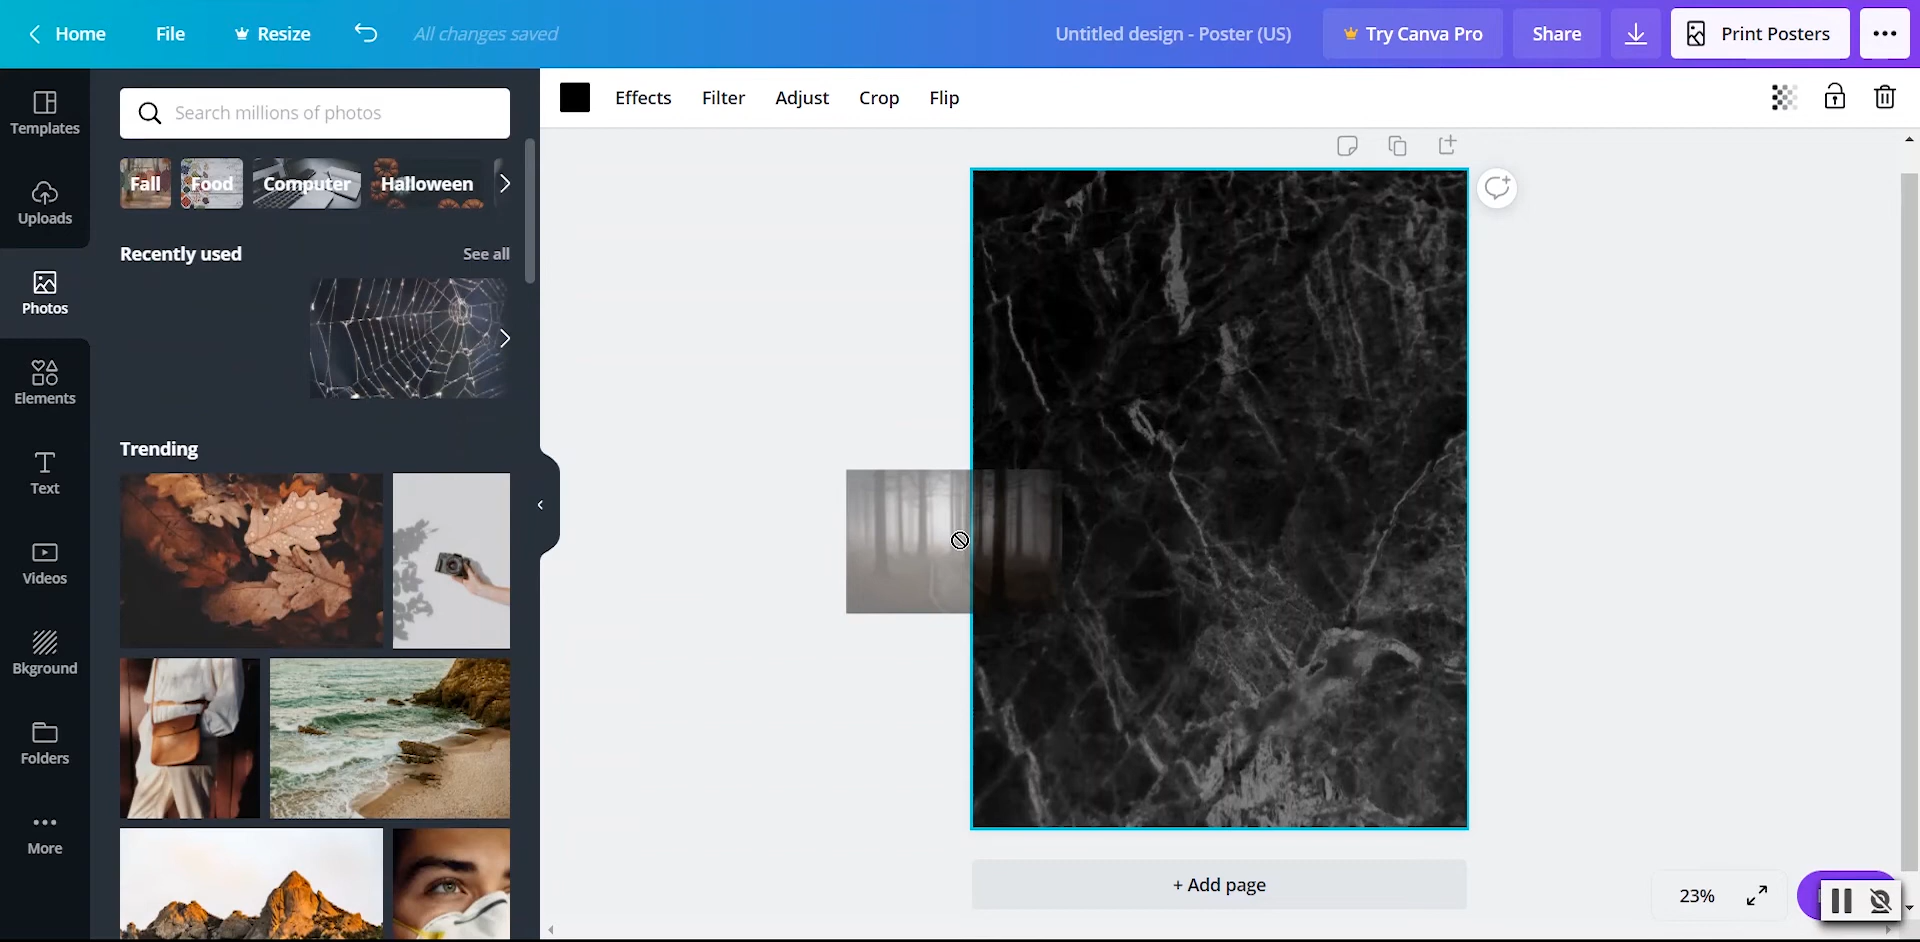 Home File Resize All changes saved Untitled design - Poster (US) Try Canva Pro Share Print Posters
Effects Filter Adjust Crop Flip
Templates
Uploads
Photos
Elements
Text
Videos
Bkground
Folders
More
Search millions of photos
Fall Food Computer Halloween
Recently used See all
Trending
+ Add page
23%